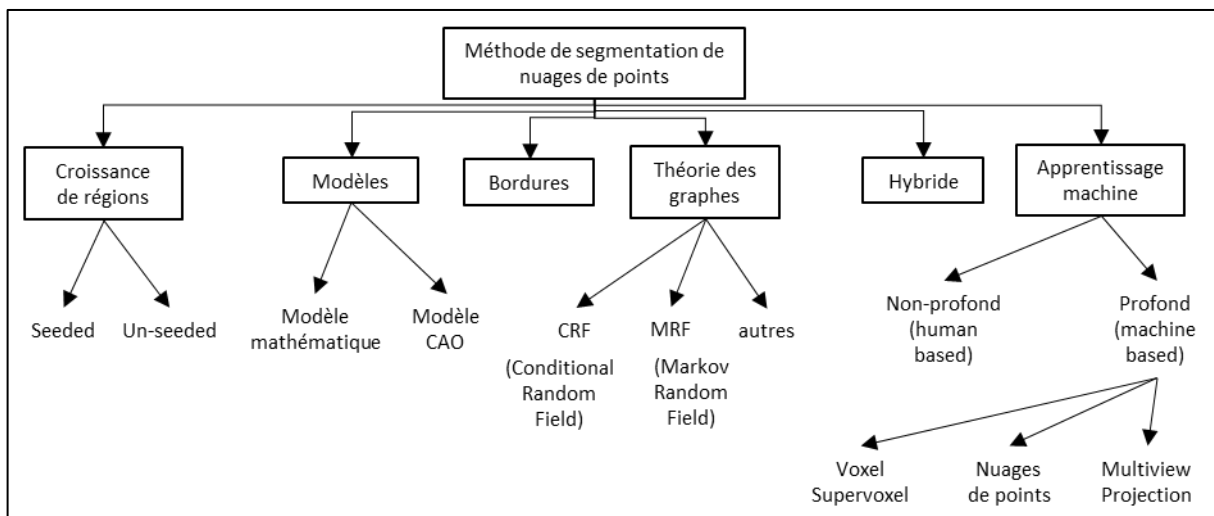 Méthode de segmentation de
nuages de points
Croissance
de régions
Modèles
Bordures
Théorie des
graphes
Hybride
Apprentissage
machine
Seeded
Un-seeded
Modèle
mathématique
Modèle
CAO
CRF
(Conditional
Random
Field)
MRF
(Markov
Random
Field)
autres
Non-profond
(human
based)
Profond
(machine
based)
Voxel
Supervoxel
Nuages
de points
Multiview
Projection